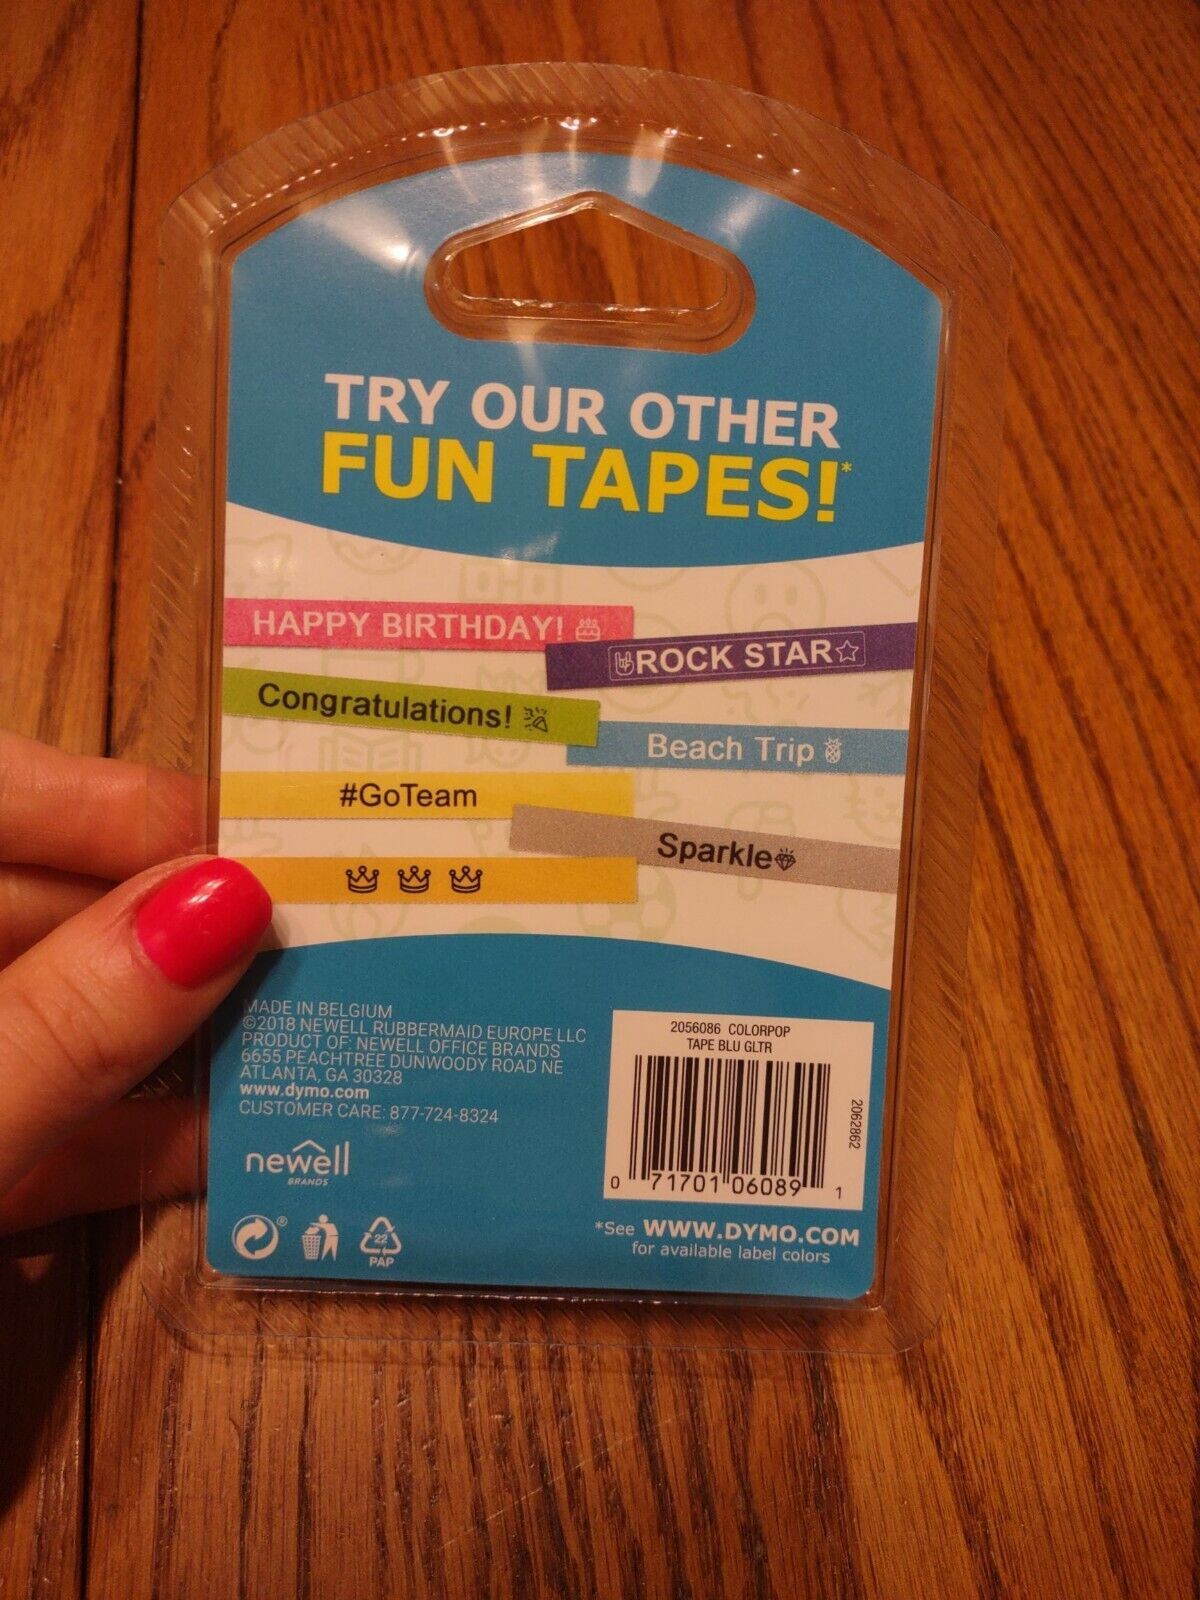 TRY OUR OTHER
FUN TAPES!*
HAPPY BIRTHDAY!
ROCK STAR
Congratulations!
Beach Trip
#GoTeam
Sparkle
MADE IN BELGIUM
©2018 NEWELL RUBBERMAID EUROPE LLC
PRODUCT OF: NEWELL OFFICE BRANDS
6655 PEACHTREE DUNWOODY ROAD NE
ATLANTA, GA 30328
www.dymo.com
CUSTOMER CARE: 877-724-8324
newell
BRANDS
®
22
PAP
2056086 COLORPOP
TAPE BLU GLTR
2062862
0 71701 06089 1
*See WWW.DYMO.COM
for available label colors